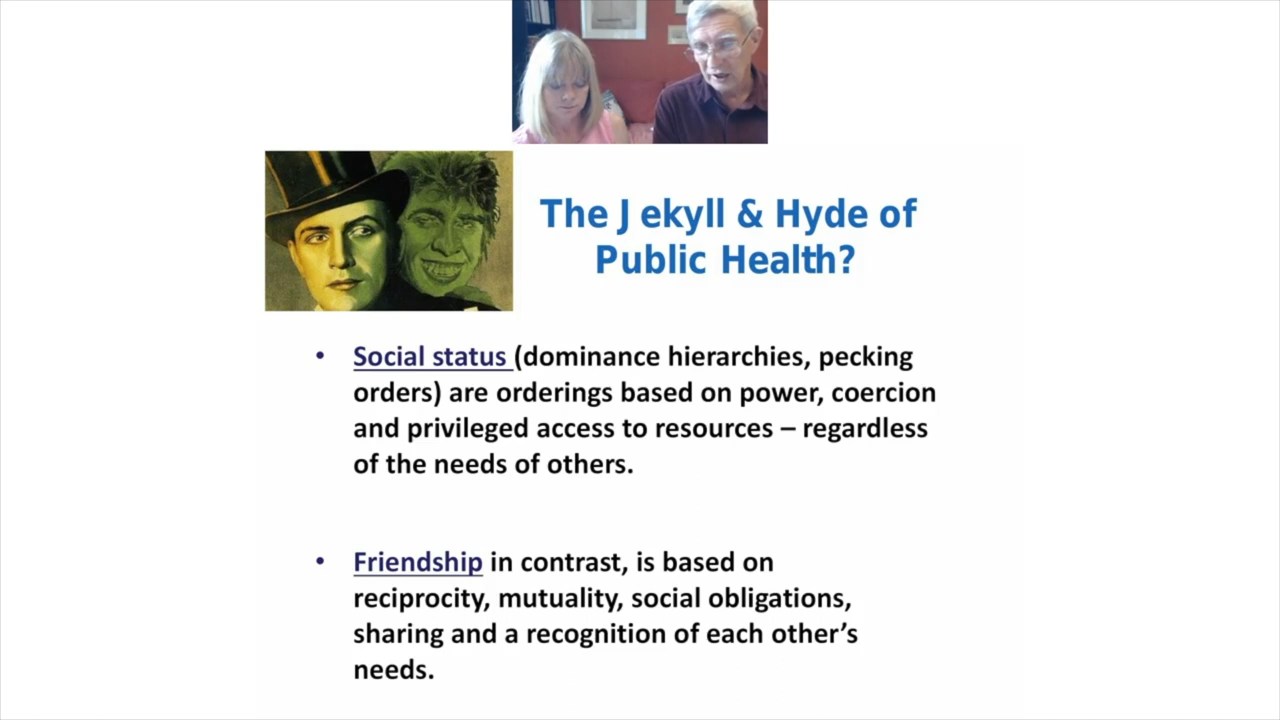 The Jekyll & Hyde of
Public Health?
• Social status (dominance hierarchies, pecking
orders) are orderings based on power, coercion
and privileged access to resources – regardless
of the needs of others.
• Friendship in contrast, is based on
reciprocity, mutuality, social obligations,
sharing and a recognition of each other’s
needs.